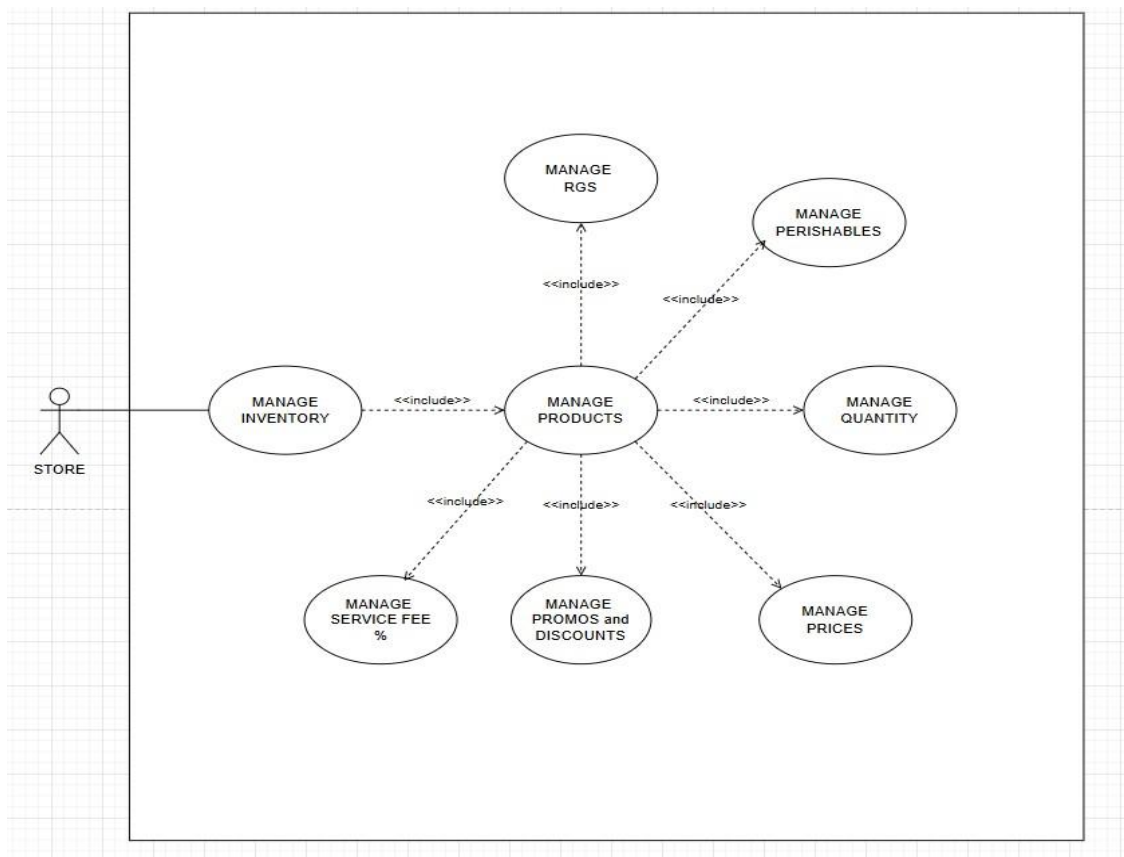 MANAGE
RGS
MANAGE
PERISHABLES
<<include>>
<<include>>
MANAGE
INVENTORY
<<include>>
MANAGE
PRODUCTS
<<include>>
MANAGE
QUANTITY
STORE
<<include>>
<<include>>
<<include>>
MANAGE
SERVICE FEE
%
MANAGE
PROMOS and
DISCOUNTS
MANAGE
PRICES